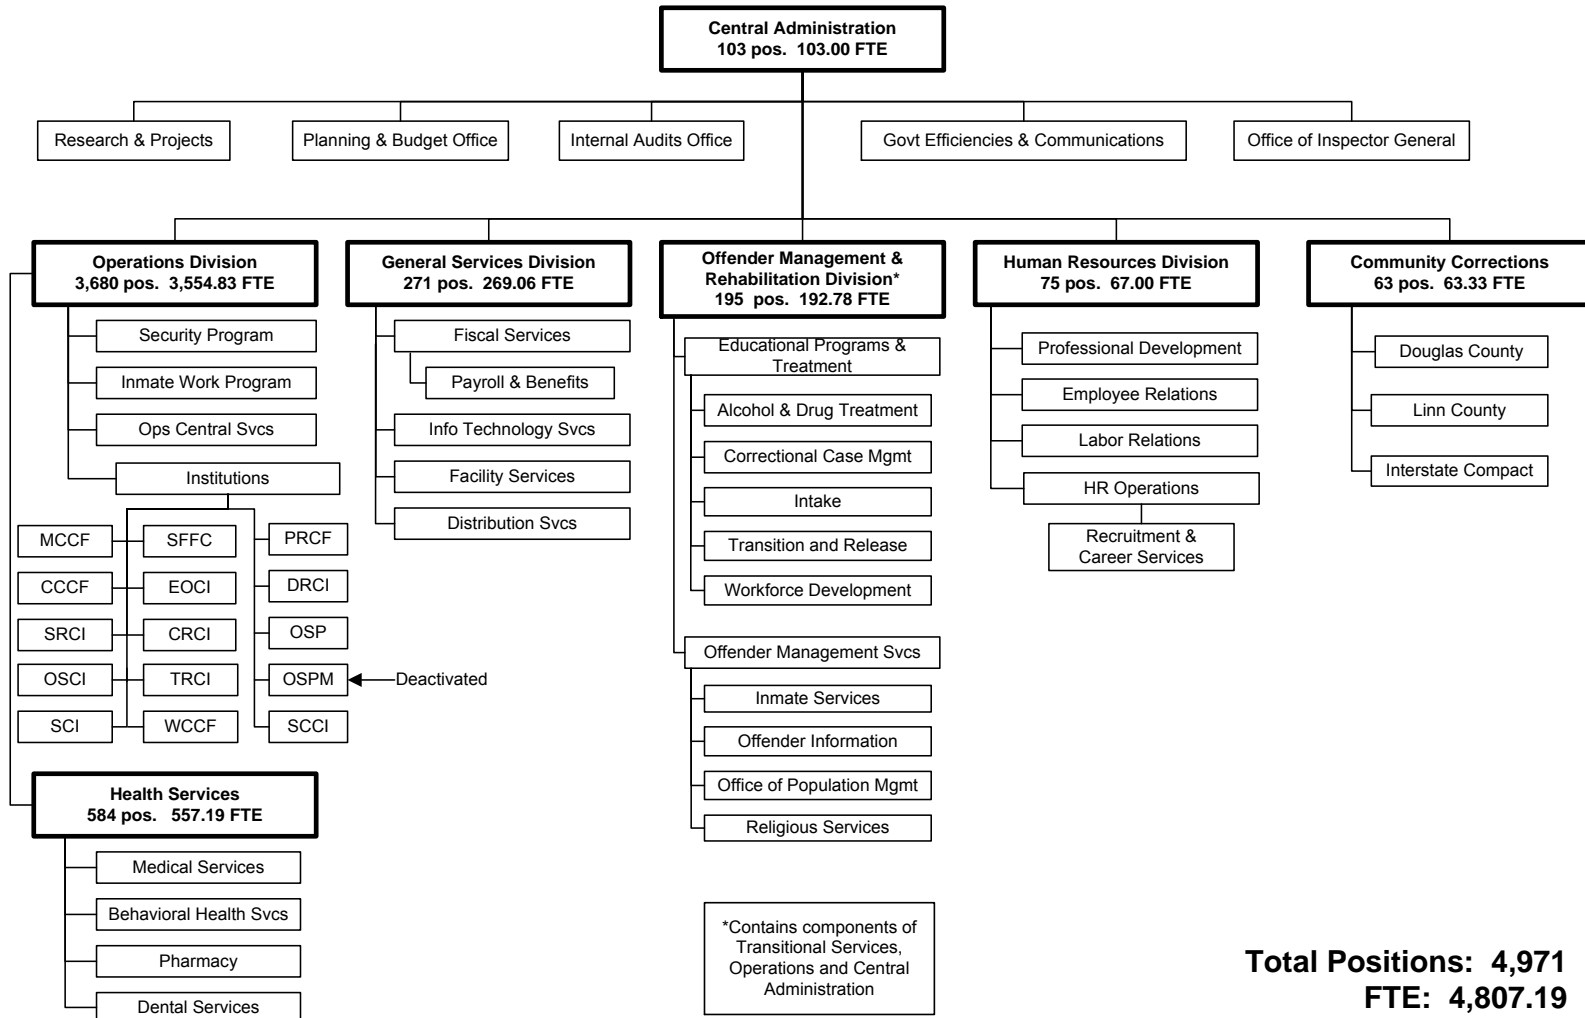 Central Administration
103 pos.  103.00 FTE
Research & Projects
Planning & Budget Office
Internal Audits Office
Govt Efficiencies & Communications
Office of Inspector General
Operations Division
3,680 pos.  3,554.83 FTE
Security Program
Inmate Work Program
Ops Central Svcs
Institutions
MCCF
SFFC
PRCF
CCCF
EOCI
DRCI
SRCI
CRCI
OSP
OSCI
TRCI
OSPM
Deactivated
SCI
WCCF
SCCI
Health Services
584 pos.   557.19 FTE
Medical Services
Behavioral Health Svcs
Pharmacy
Dental Services
General Services Division
271 pos.  269.06 FTE
Fiscal Services
Payroll & Benefits
Info Technology Svcs
Facility Services
Distribution Svcs
Offender Management &
Rehabilitation Division*
195  pos.  192.78 FTE
Educational Programs &
Treatment
Alcohol & Drug Treatment
Correctional Case Mgmt
Intake
Transition and Release
Workforce Development
Offender Management Svcs
Inmate Services
Offender Information
Office of Population Mgmt
Religious Services
*Contains components of
Transitional Services,
Operations and Central
Administration
Human Resources Division
75 pos.  67.00 FTE
Professional Development
Employee Relations
Labor Relations
HR Operations
Recruitment &
Career Services
Community Corrections
63 pos.  63.33 FTE
Douglas County
Linn County
Interstate Compact
Total Positions:  4,971
FTE:  4,807.19